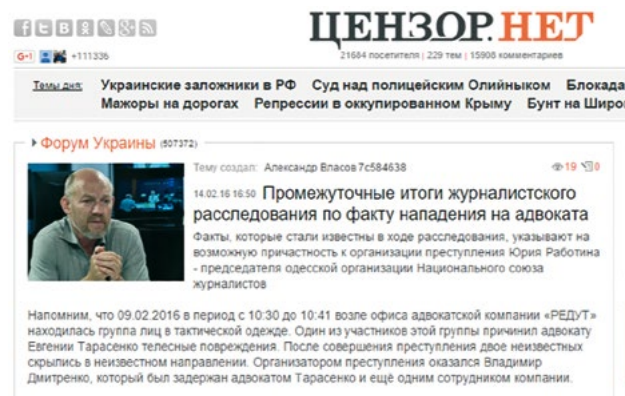 ЦЕНЗОР.НЕТ
G+1 +111336
21684 посетителя | 229 тем | 15908 комментариев
Темы дня: Украинские заложники в РФ Суд над полицейским Олийныком Блокада
Мажоры на дорогах Репрессии в оккупированном Крыму Бунт на Широ
Форум Украины (507372)
Тему создал: Александр Власов 7c584638 19 0
14.02.16 16:50 Промежуточные итоги журналистского
расследования по факту нападения на адвоката
Факты, которые стали известны в ходе расследования, указывают на
возможную причастность к организации преступления Юрия Работина
- председателя одесской организации Национального союза
журналистов
Напомним, что 09.02.2016 в период с 10:30 до 10:41 возле офиса адвокатской компании «РЕДУТ»
находилась группа лиц в тактической одежде. Один из участников этой группы причинил адвокату
Евгении Тарасенко телесные повреждения. После совершения преступления двое неизвестных
скрылись в неизвестном направлении. Организатором преступления оказался Владимир
Дмитренко, который был задержан адвокатом Тарасенко и ещё одним сотрудником компании.